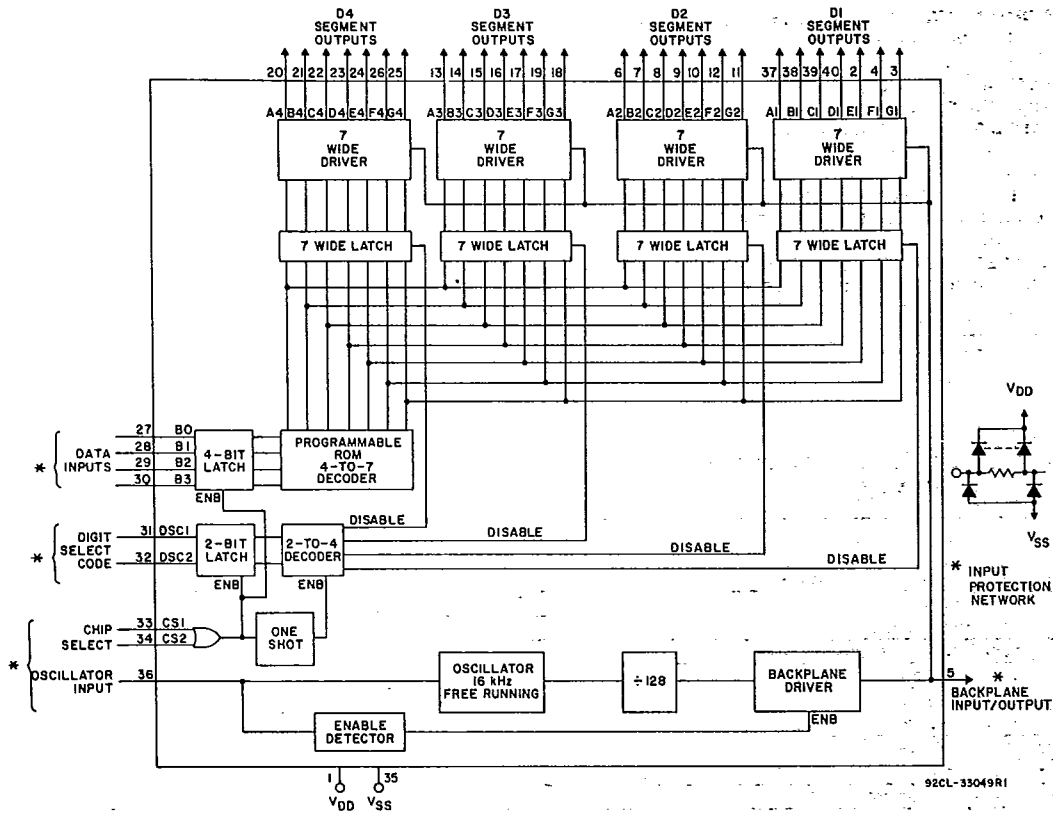 D4 SEGMENT OUTPUTS
D3 SEGMENT OUTPUTS
D2 SEGMENT OUTPUTS
D1 SEGMENT OUTPUTS
20 21 22 23 24 26 25
13 14 15 16 17 19 18
6 7 8 9 10 12 11
37 38 39 40 2 4 3
A4 B4 C4 D4 E4 F4 G4
A3 B3 C3 D3 E3 F3 G3
A2 B2 C2 D2 E2 F2 G2
A1 B1 C1 D1 E1 F1 G1
7 WIDE DRIVER
7 WIDE DRIVER
7 WIDE DRIVER
7 WIDE DRIVER
7 WIDE LATCH
7 WIDE LATCH
7 WIDE LATCH
7 WIDE LATCH
* DATA INPUTS
27 B0
28 B1
29 B2
30 B3
4-BIT LATCH
ENB
PROGRAMMABLE ROM 4-TO-7 DECODER
* DIGIT SELECT CODE
31 DSC1
32 DSC2
2-BIT LATCH
ENB
2-TO-4 DECODER
ENB
DISABLE
DISABLE
DISABLE
DISABLE
VDD
VSS
* INPUT PROTECTION NETWORK
*
CHIP SELECT
33 CS1
34 CS2
ONE SHOT
OSCILLATOR INPUT
36
OSCILLATOR 16 kHz FREE RUNNING
÷128
BACKPLANE DRIVER
ENB
5
*
BACKPLANE INPUT/OUTPUT
ENABLE DETECTOR
1
VDD
35
VSS
92CL-33049R1